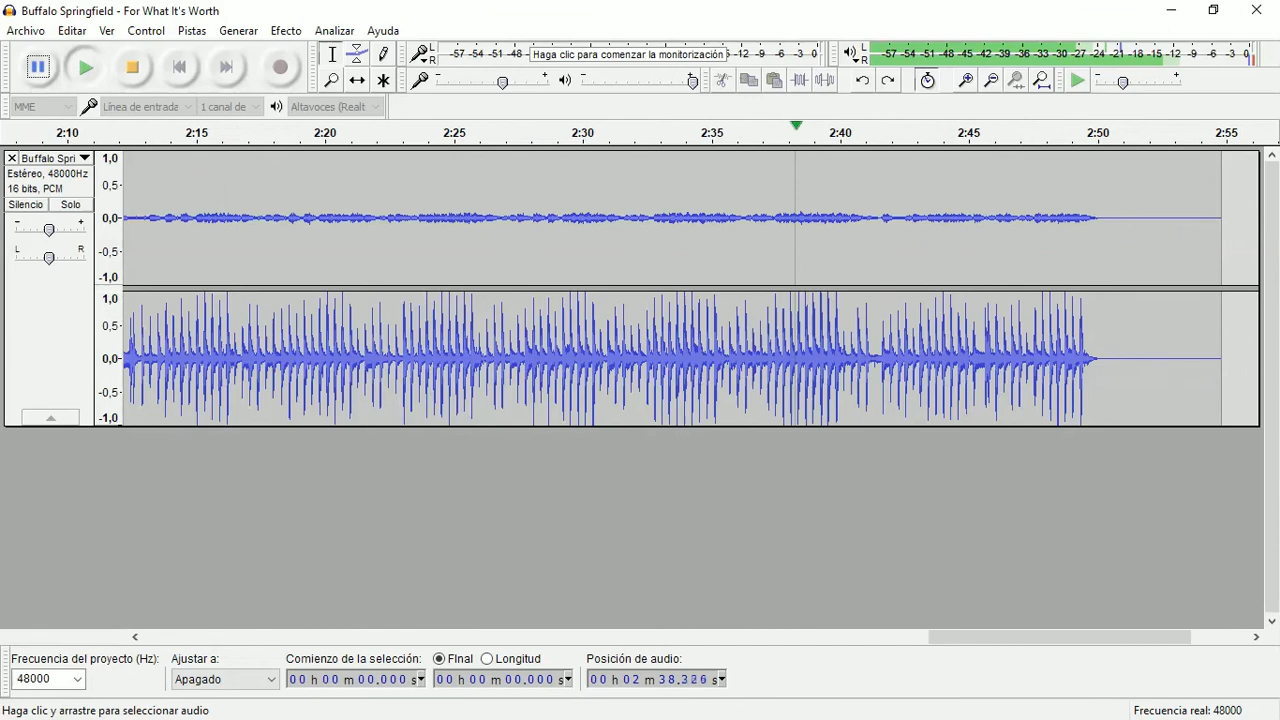 Buffalo Springfield - For What It's Worth
Archivo Editar Ver Control Pistas Generar Efecto Analizar Ayuda
L R -57 -54 -51 -48 Haga clic para comenzar la monitorización -12 -9 -6 -3 0
L R -57 -54 -51 -48 -45 -42 -39 -36 -33 -30 -27 -24 -21 -18 -15 -12 -9 -6 -3 0
MME Línea de entrada 1 canal de Altavoces (Realt
2:10 2:15 2:20 2:25 2:30 2:35 2:40 2:45 2:50 2:55
Buffalo Spri
Estéreo, 48000Hz
16 bits, PCM
Silencio Solo
- +
L R
1,0
0,5
0,0
-0,5
-1,0
1,0
0,5
0,0
-0,5
-1,0
Frecuencia del proyecto (Hz): Ajustar a: Comienzo de la selección: FInal Longitud Posición de audio:
48000 Apagado 00 h 00 m 00.000 s 00 h 00 m 00.000 s 00 h 02 m 38.326 s
Haga clic y arrastre para seleccionar audio Frecuencia real: 48000